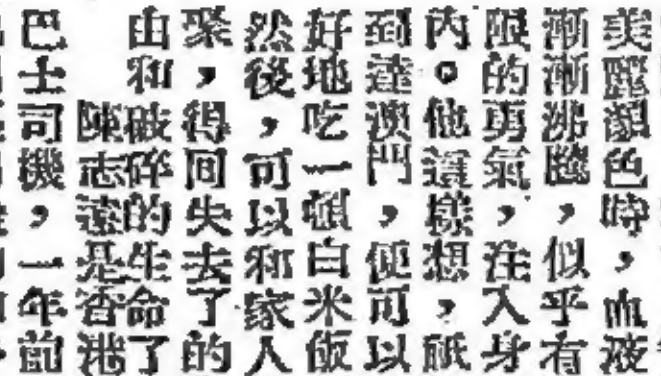 美麗顏色時,血液
漸漸沸騰,似乎有
限的勇氣,注入身
內。他這樣想,祇
到達澳門,便可以
好地吃一頓白米飯
然後,可以和家人
聚,得回失去了的
由和破碎的生命了
陳志遠是香港
巴士司機,一年前